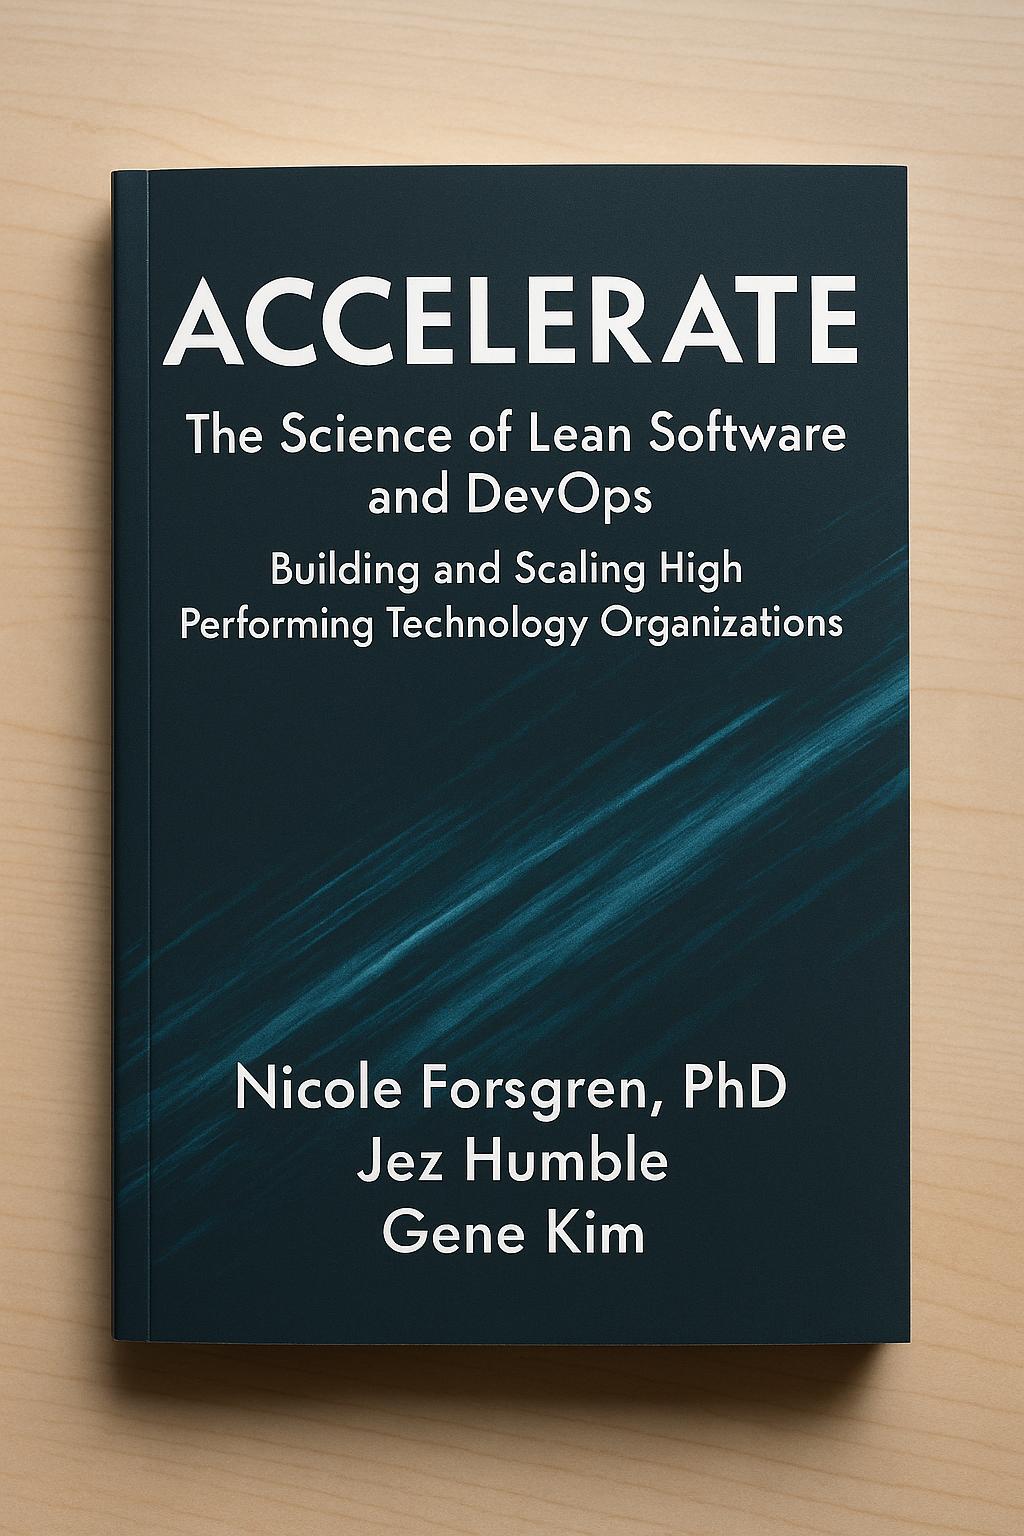 ACCELERATE
The Science of Lean Software
and DevOps
Building and Scaling High
Performing Technology Organizations
Nicole Forsgren, PhD
Jez Humble
Gene Kim